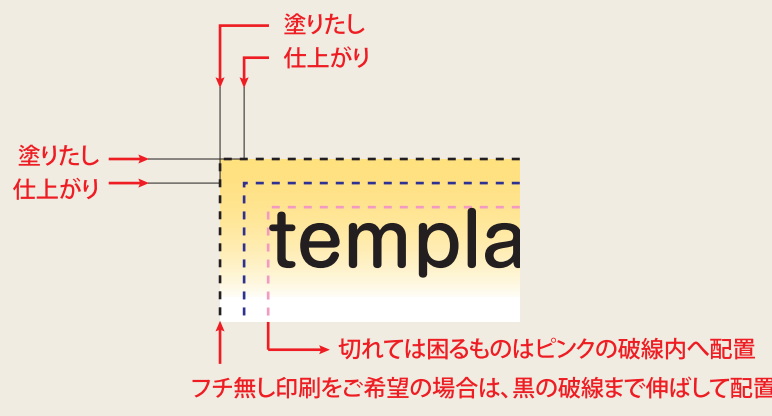 塗りたし
仕上がり
塗りたし
仕上がり
templa
切れては困るものはピンクの破線内へ配置
フチ無し印刷をご希望の場合は、黒の破線まで伸ばして配置